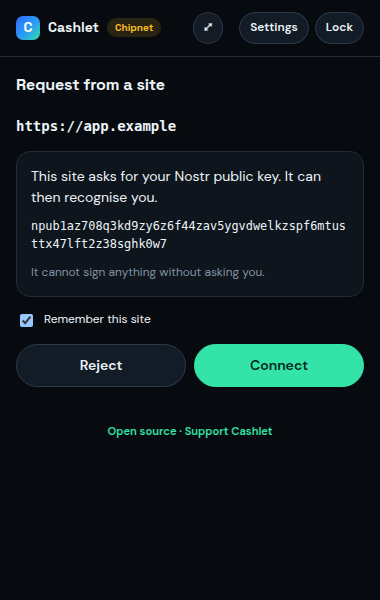 C Cashlet Chipnet Settings Lock
Request from a site
https://app.example
This site asks for your Nostr public key. It can
then recognise you.
npub1az708q3kd9zy6z6f44zav5ygvdwelkzspf6mtus
ttx47lft2z38sghk0w7
It cannot sign anything without asking you.
Remember this site
Reject Connect
Open source · Support Cashlet